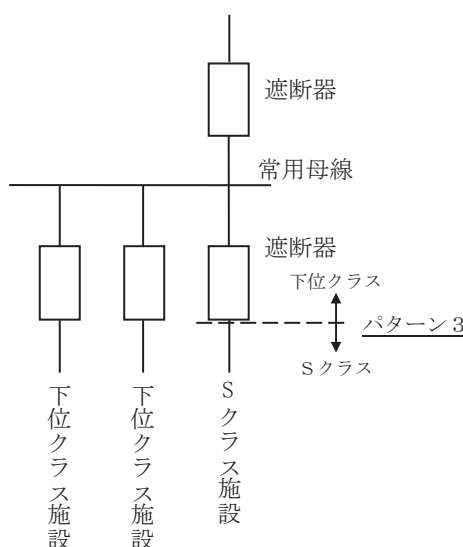 遮断器
常用母線
遮断器
下位クラス
パターン3
Sクラス
下位クラス施設
下位クラス施設
Sクラス施設